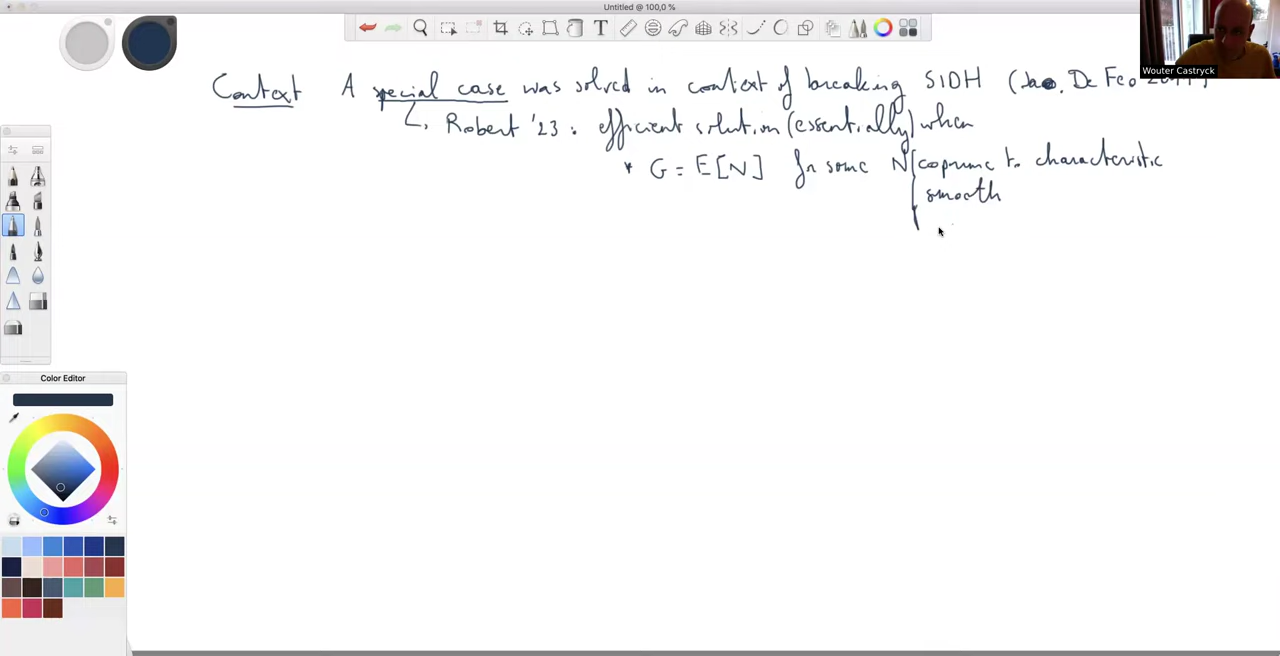 Untitled @ 100,0 %
Wouter Castryck
Context A special case was solved in context of breaking SIDH (Jao, De Feo
Robert '23 : efficient solution (essentially) when
* G = E[N] for some N coprime to characteristic
smooth
Color Editor